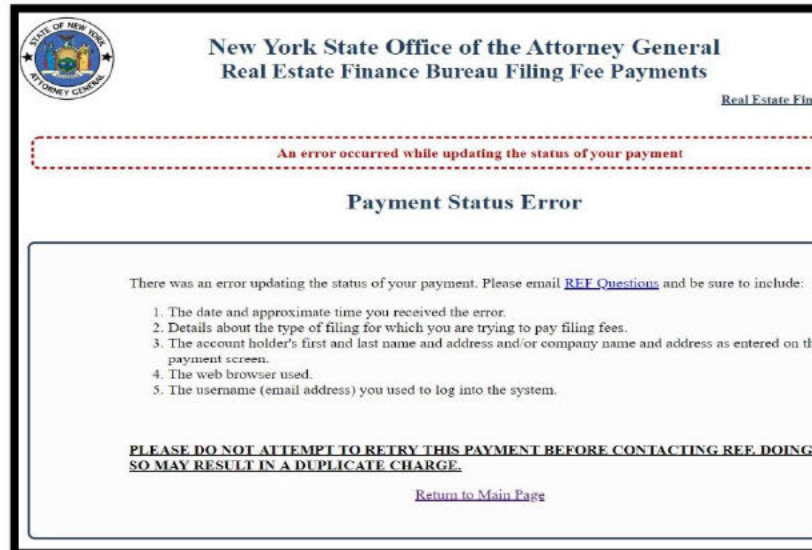 STATE OF NEW YORK
ATTORNEY GENERAL
New York State Office of the Attorney General
Real Estate Finance Bureau Filing Fee Payments
Real Estate Fin
An error occurred while updating the status of your payment
Payment Status Error
There was an error updating the status of your payment. Please email REF Questions and be sure to include:
1. The date and approximate time you received the error.
2. Details about the type of filing for which you are trying to pay filing fees.
3. The account holder's first and last name and address and/or company name and address as entered on th
payment screen.
4. The web browser used.
5. The username (email address) you used to log into the system.
PLEASE DO NOT ATTEMPT TO RETRY THIS PAYMENT BEFORE CONTACTING REF. DOING
SO MAY RESULT IN A DUPLICATE CHARGE.
Return to Main Page